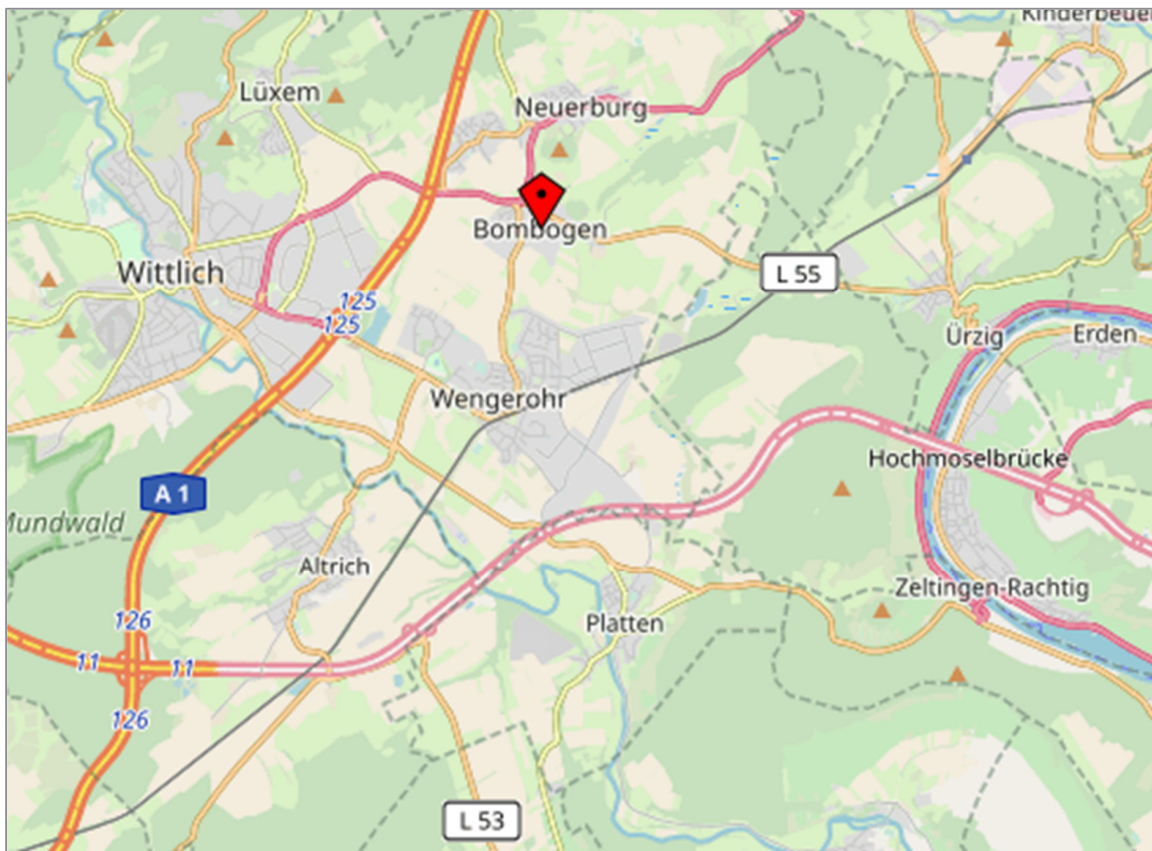 Kinderbeuer
Lüxem
Neuerburg
Bombogen
Wittlich
L 55
125
125
Ürzig
Erden
Wengerohr
Hochmoselbrücke
A 1
Mundwald
Altrich
Zeltingen-Rachtig
126
Platten
11
11
126
L 53